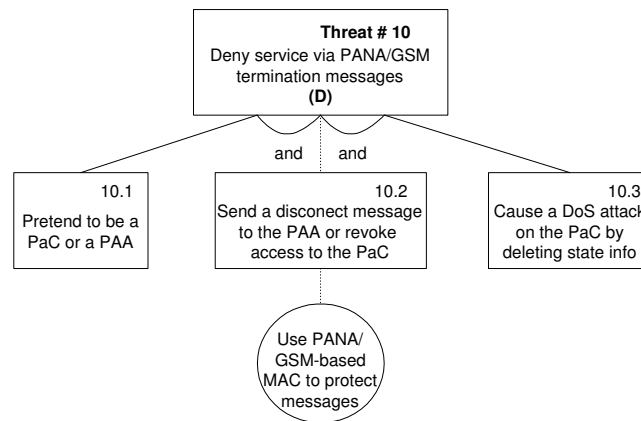 Threat # 10
Deny service via PANA/GSM
termination messages
(D)
and and
10.1
Pretend to be a
PaC or a PAA
10.2
Send a disconect message
to the PAA or revoke
access to the PaC
10.3
Cause a DoS attack
on the PaC by
deleting state info
Use PANA/
GSM-based
MAC to protect
messages